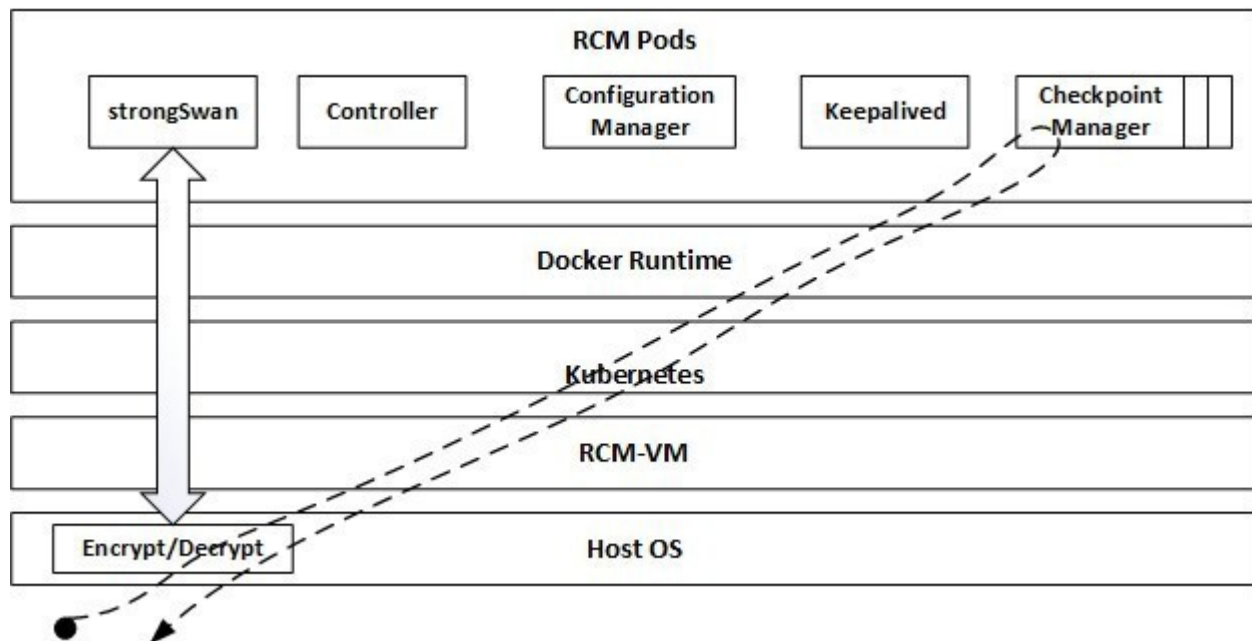 RCM Pods
strongSwan
Controller
Configuration
Manager
Keepalived
Checkpoint
Manager
Docker Runtime
Kubernetes
RCM-VM
Encrypt/Decrypt
Host OS